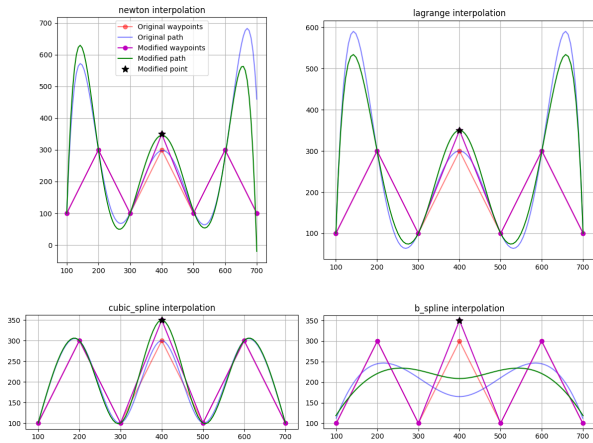 newton interpolation
700
600
500
400
300
200
100
0
100 200 300 400 500 600 700
Original waypoints
Original path
Modified waypoints
Modified path
Modified point
lagrange interpolation
600
500
400
300
200
100
100 200 300 400 500 600 700
cubic_spline interpolation
350
300
250
200
150
100
100 200 300 400 500 600 700
b_spline interpolation
350
300
250
200
150
100
100 200 300 400 500 600 700